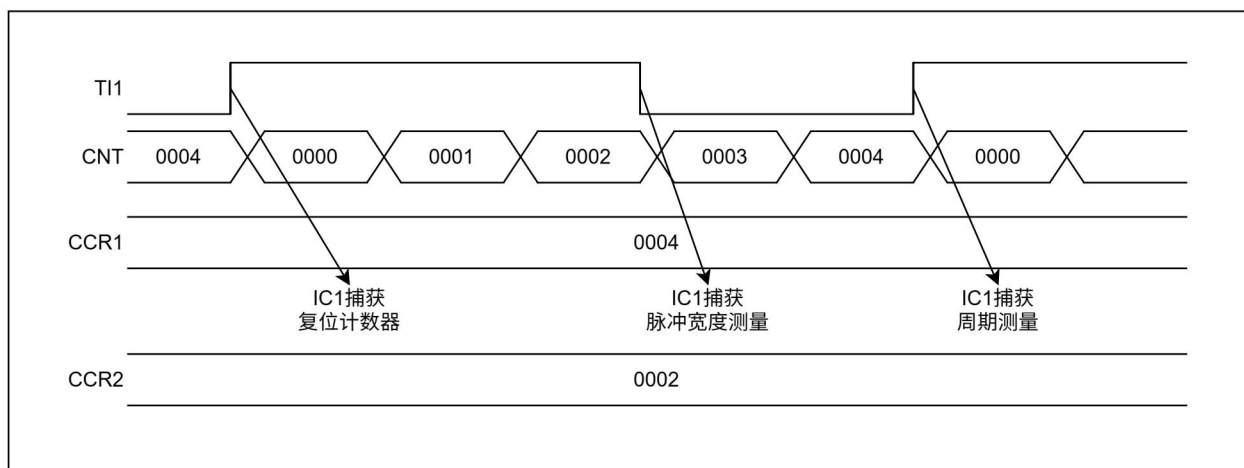 TI1
CNT 0004 0000 0001 0002 0003 0004 0000
CCR1 0004
IC1捕获 IC1捕获 IC1捕获
复位计数器 脉冲宽度测量 周期测量
CCR2 0002